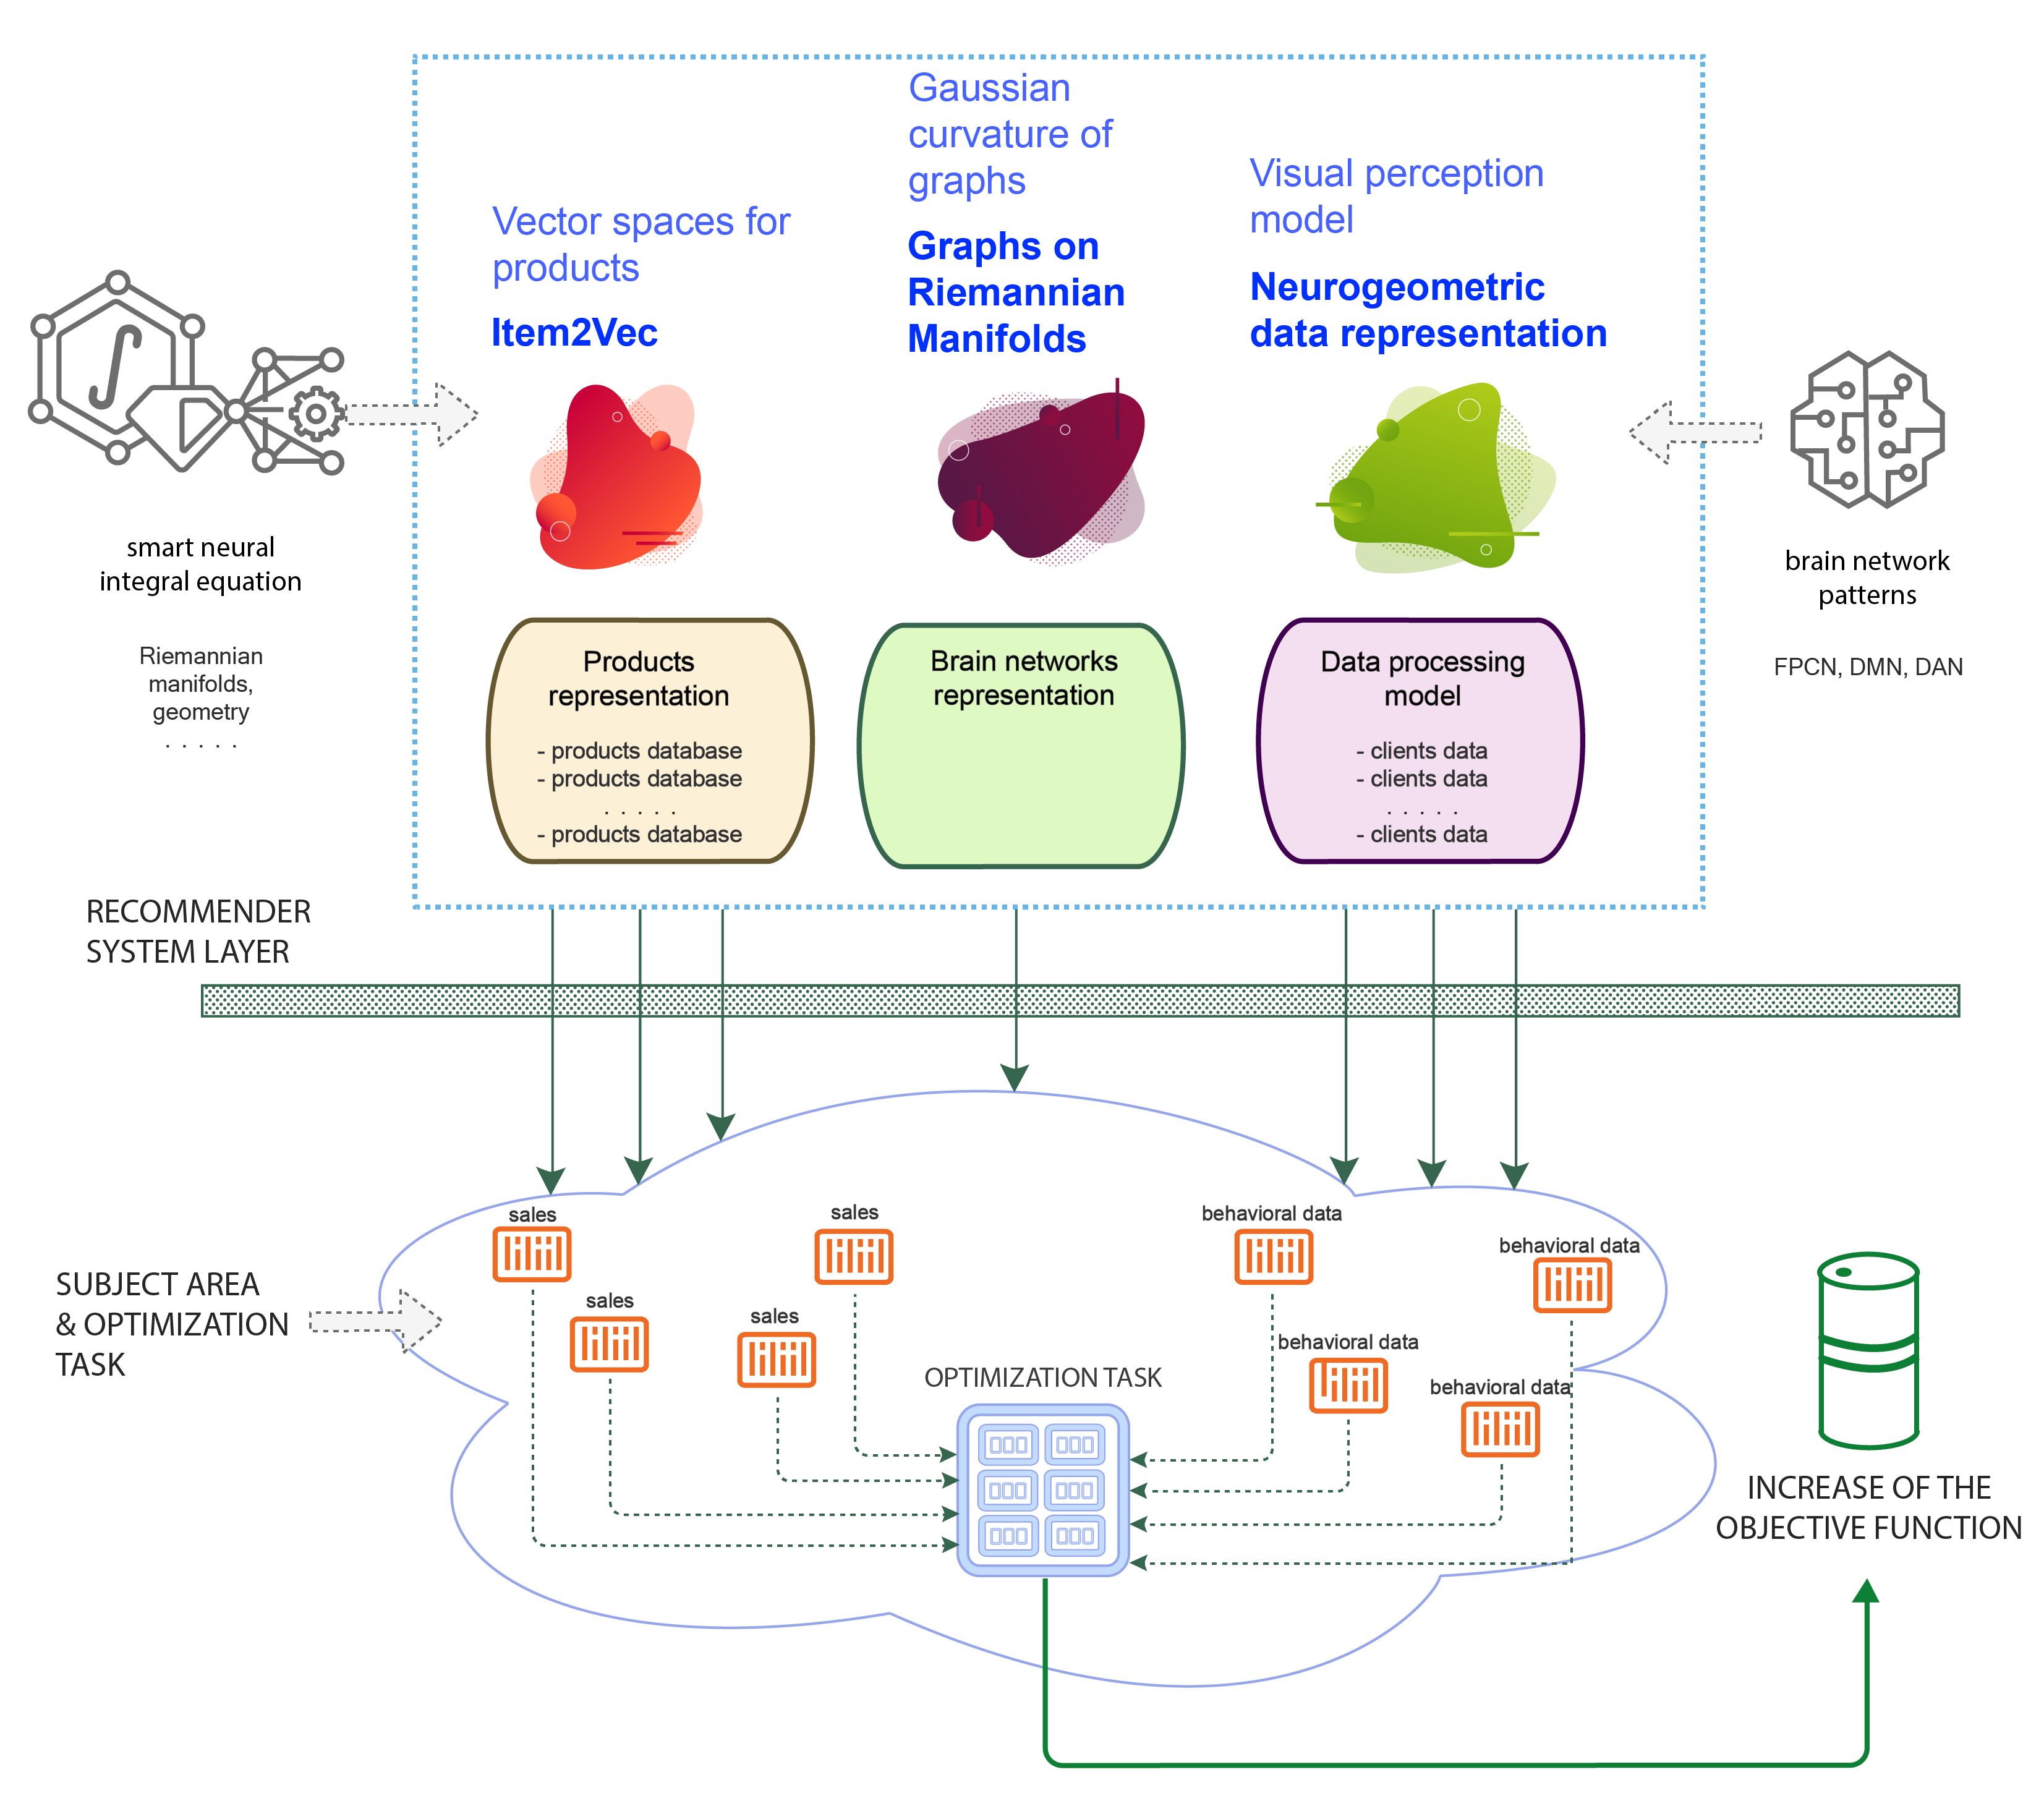 Gaussian
curvature of
graphs
Graphs on
Riemannian
Manifolds
Vector spaces for
products
Item2Vec
Visual perception
model
Neurogeometric
data representation
smart neural
integral equation
Riemannian
manifolds,
geometry
. . . . .
brain network
patterns
FPCN, DMN, DAN
Products
representation
- products database
- products database
. . . . .
- products database
Brain networks
representation
Data processing
model
- clients data
- clients data
. . . . .
- clients data
RECOMMENDER
SYSTEM LAYER
SUBJECT AREA
& OPTIMIZATION
TASK
sales
sales
sales
sales
behavioral data
behavioral data
behavioral data
behavioral data
OPTIMIZATION TASK
INCREASE OF THE
OBJECTIVE FUNCTION